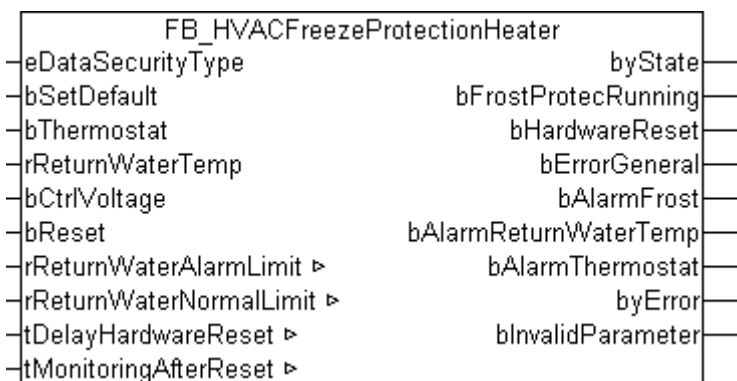 FB_HVACFreezeProtectionHeater
eDataSecurityType byState
bSetDefault bFrostProtecRunning
bThermostat bHardwareReset
rReturnWaterTemp bErrorGeneral
bCtrlVoltage bAlarmFrost
bReset bAlarmReturnWaterTemp
rReturnWaterAlarmLimit ▹ bAlarmThermostat
rReturnWaterNormalLimit ▹ byError
tDelayHardwareReset ▹ bInvalidParameter
tMonitoringAfterReset ▹